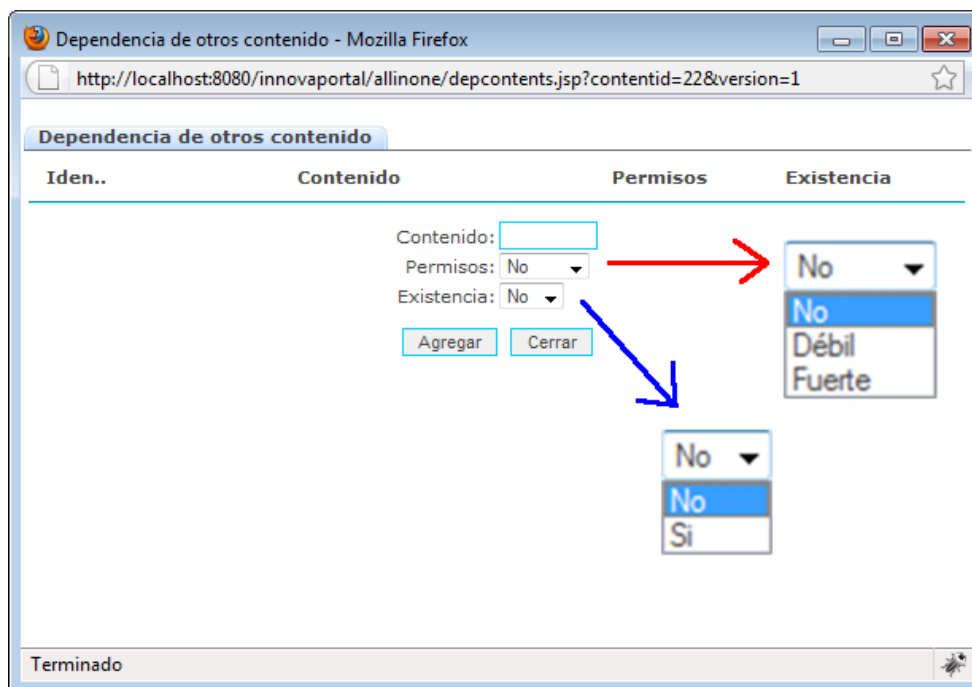 Dependencia de otros contenido - Mozilla Firefox
http://localhost:8080/innovaportal/allinone/depcontents.jsp?contentid=22&version=1
Dependencia de otros contenido
Iden.. Contenido Permisos Existencia
Contenido:
Permisos: No
Existencia: No
Agregar Cerrar
No
No
Débil
Fuerte
No
No
Si
Terminado